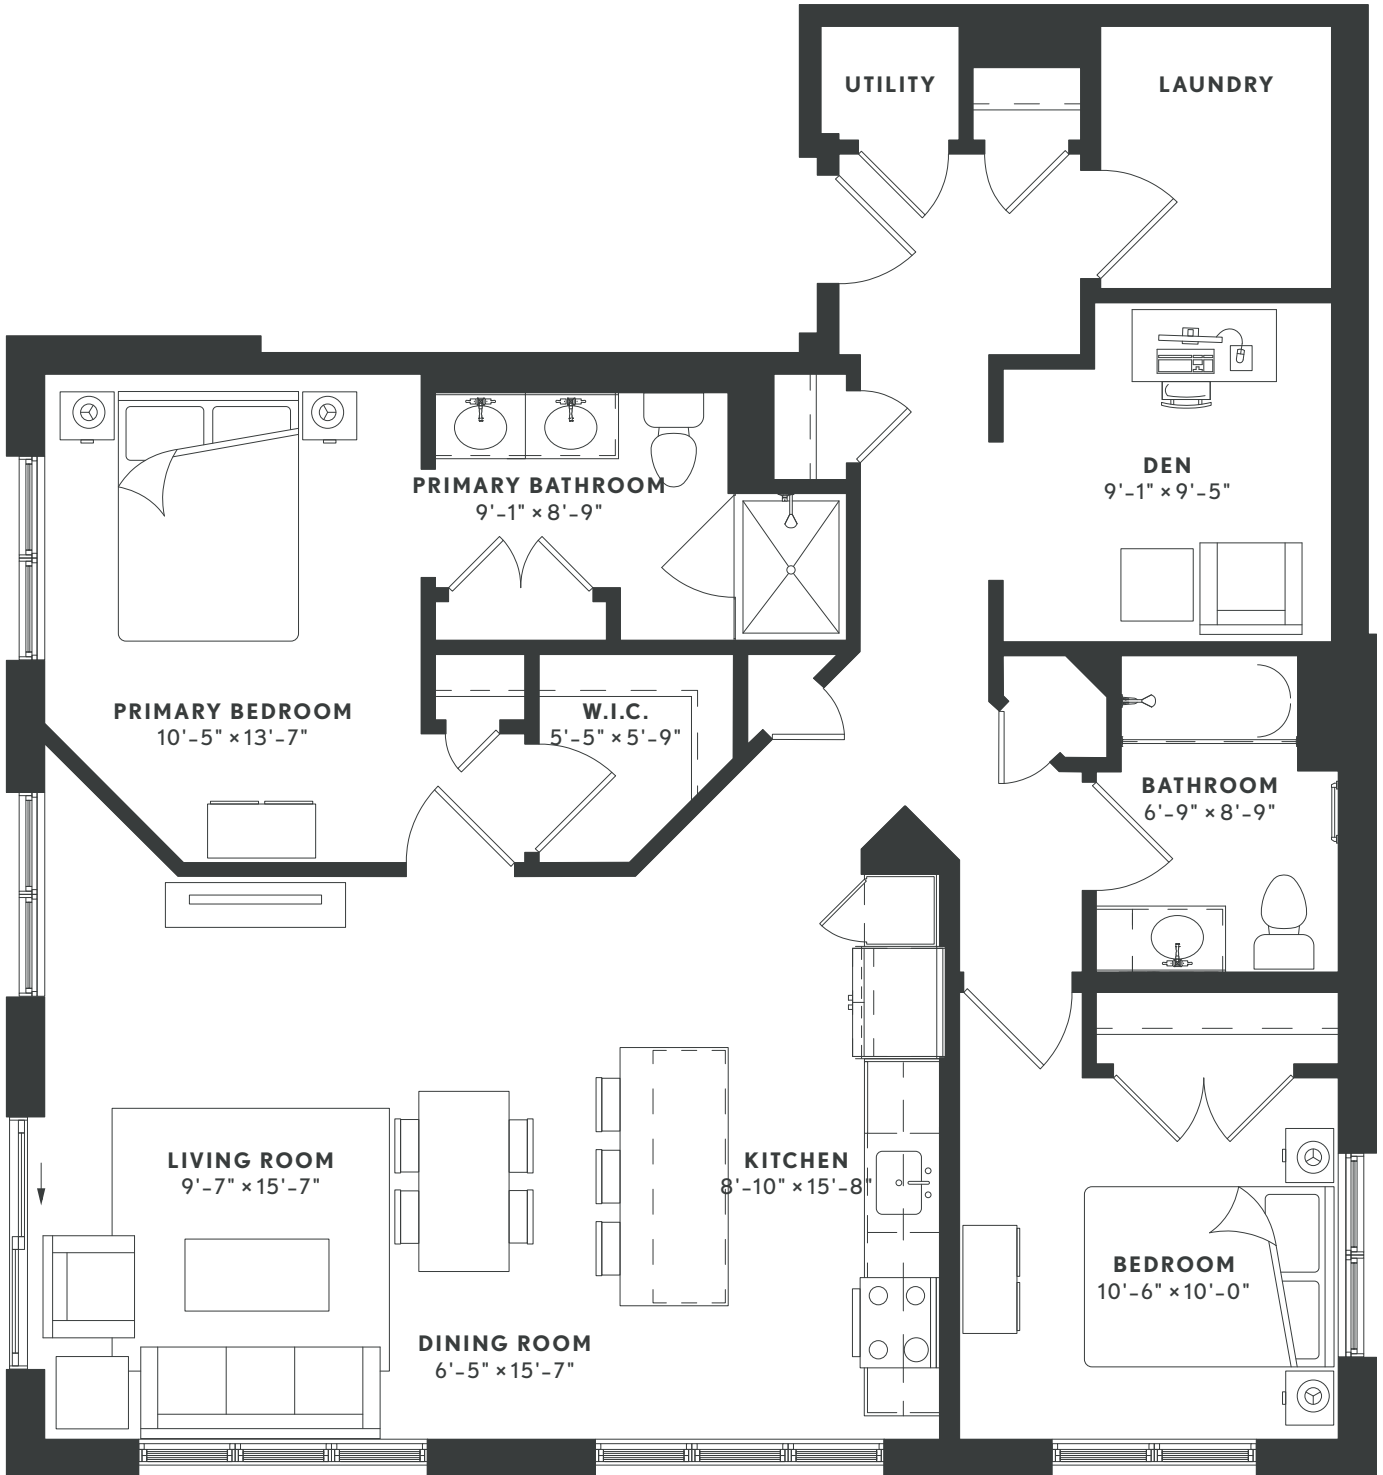 UTILITY
LAUNDRY
DEN
9'-1" × 9'-5"
PRIMARY BATHROOM
9'-1" × 8'-9"
PRIMARY BEDROOM
10'-5" × 13'-7"
W.I.C.
5'-5" × 5'-9"
BATHROOM
6'-9" × 8'-9"
LIVING ROOM
9'-7" × 15'-7"
KITCHEN
8'-10" × 15'-8"
BEDROOM
10'-6" × 10'-0"
DINING ROOM
6'-5" × 15'-7"